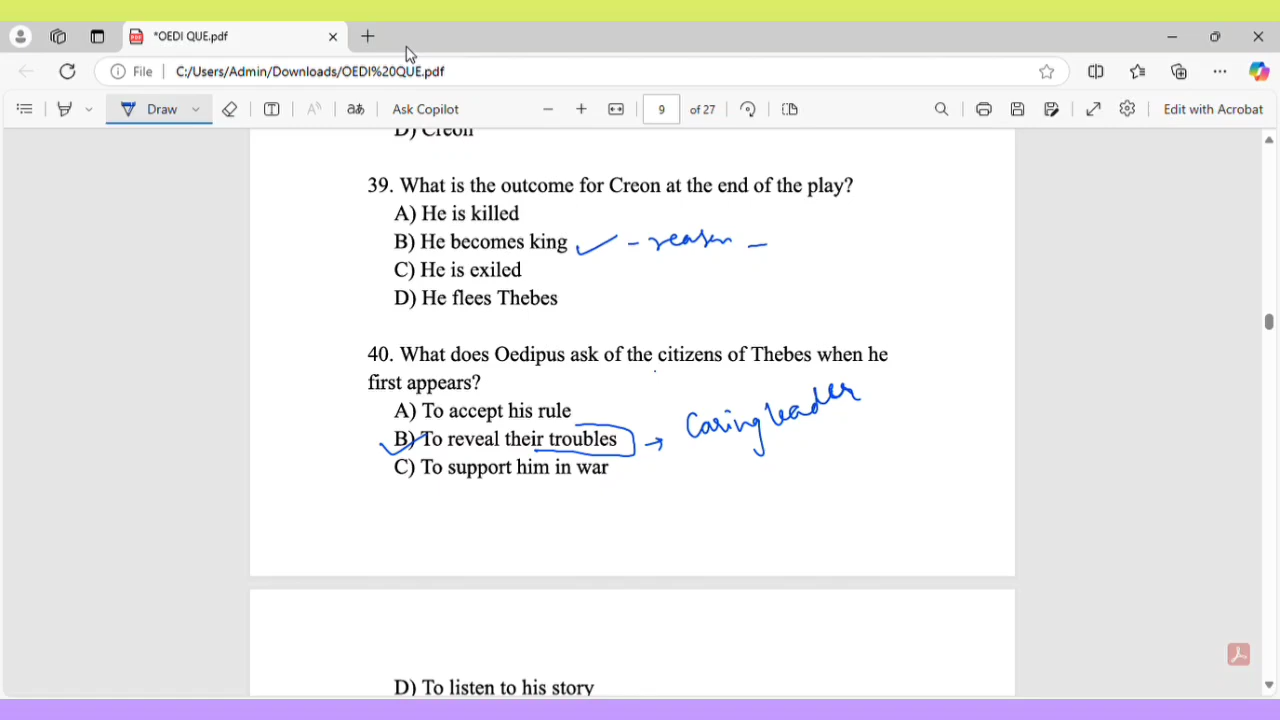 *OEDI QUE.pdf
File C:/Users/Admin/Downloads/OEDI%20QUE.pdf
Draw Ask Copilot 9 of 27 Edit with Acrobat
D) Creon
39. What is the outcome for Creon at the end of the play?
A) He is killed
B) He becomes king - reason -
C) He is exiled
D) He flees Thebes
40. What does Oedipus ask of the citizens of Thebes when he
first appears?
A) To accept his rule
B) To reveal their troubles → Caring leader
C) To support him in war
D) To listen to his story